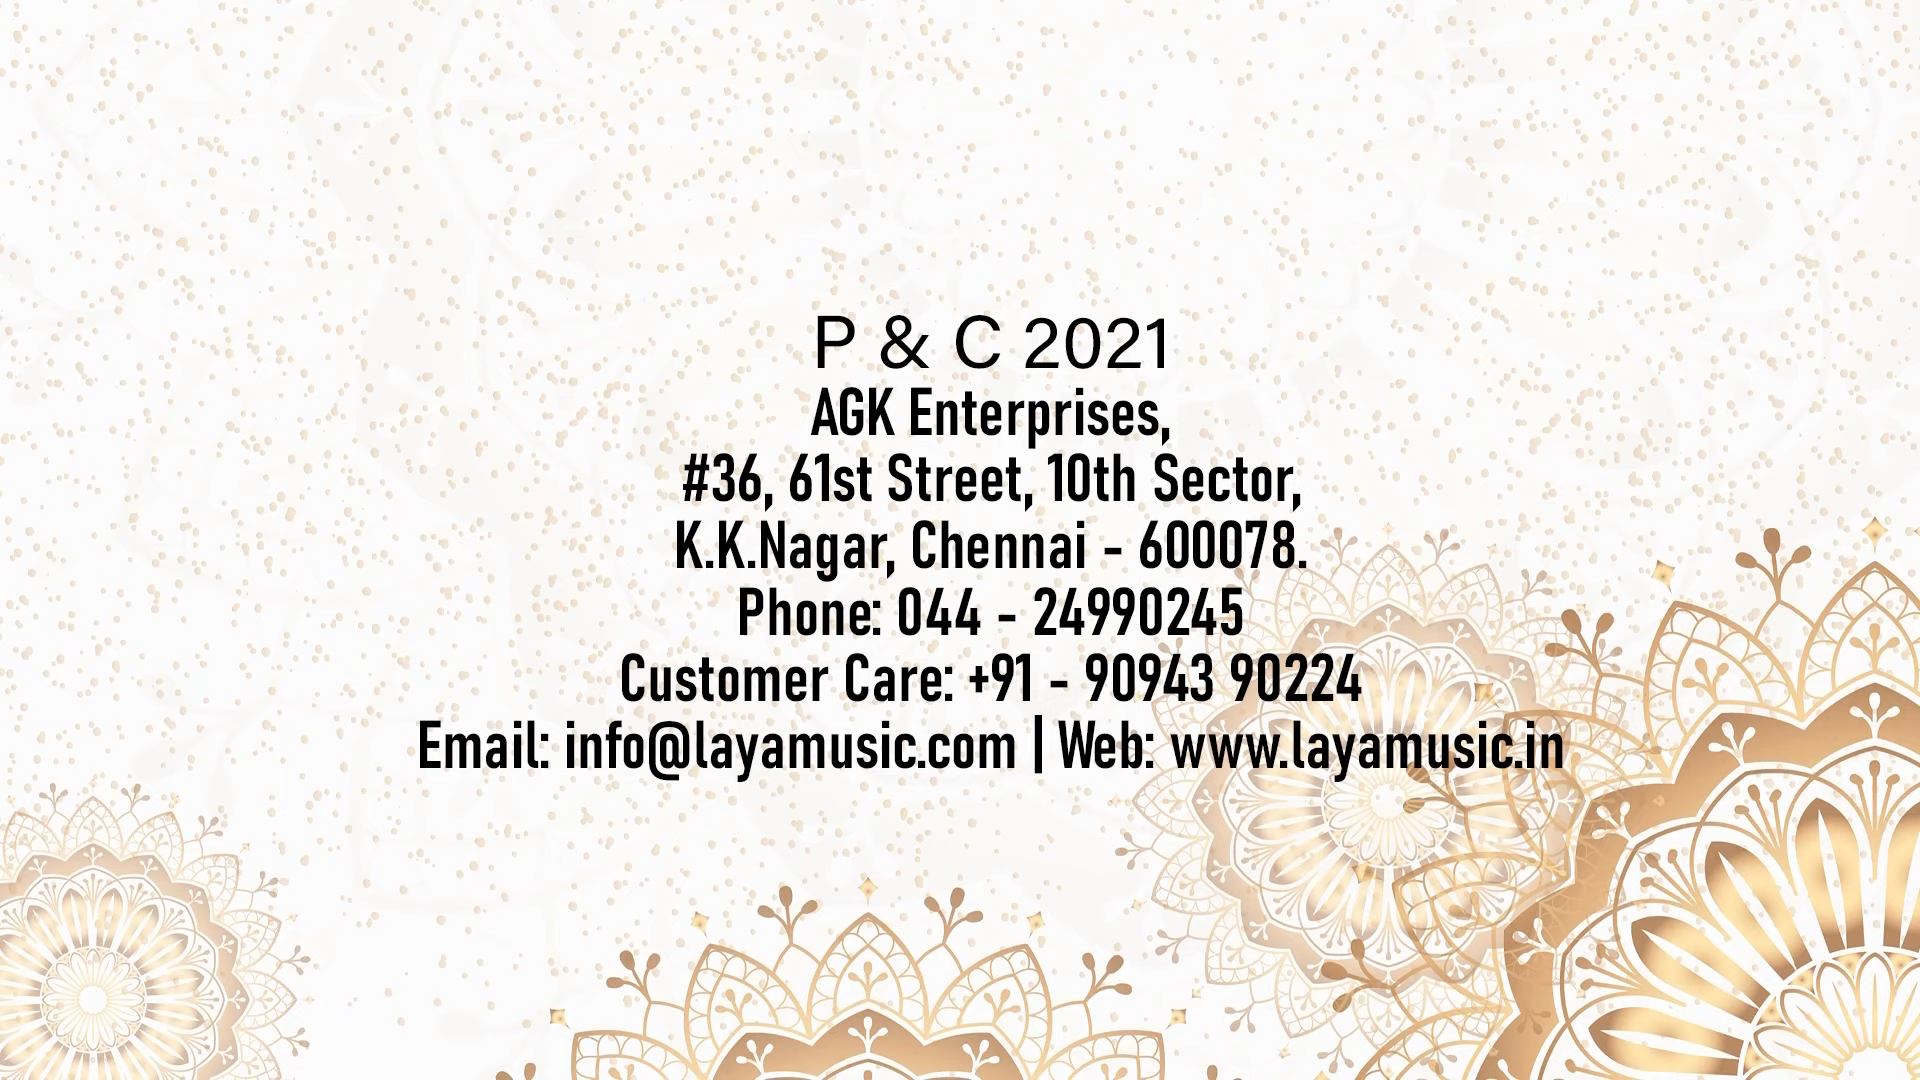 P & C 2021
AGK Enterprises,
#36, 61st Street, 10th Sector,
K.K.Nagar, Chennai - 600078.
Phone: 044 - 24990245
Customer Care: +91 - 90943 90224
Email: info@layamusic.com | Web: www.layamusic.in